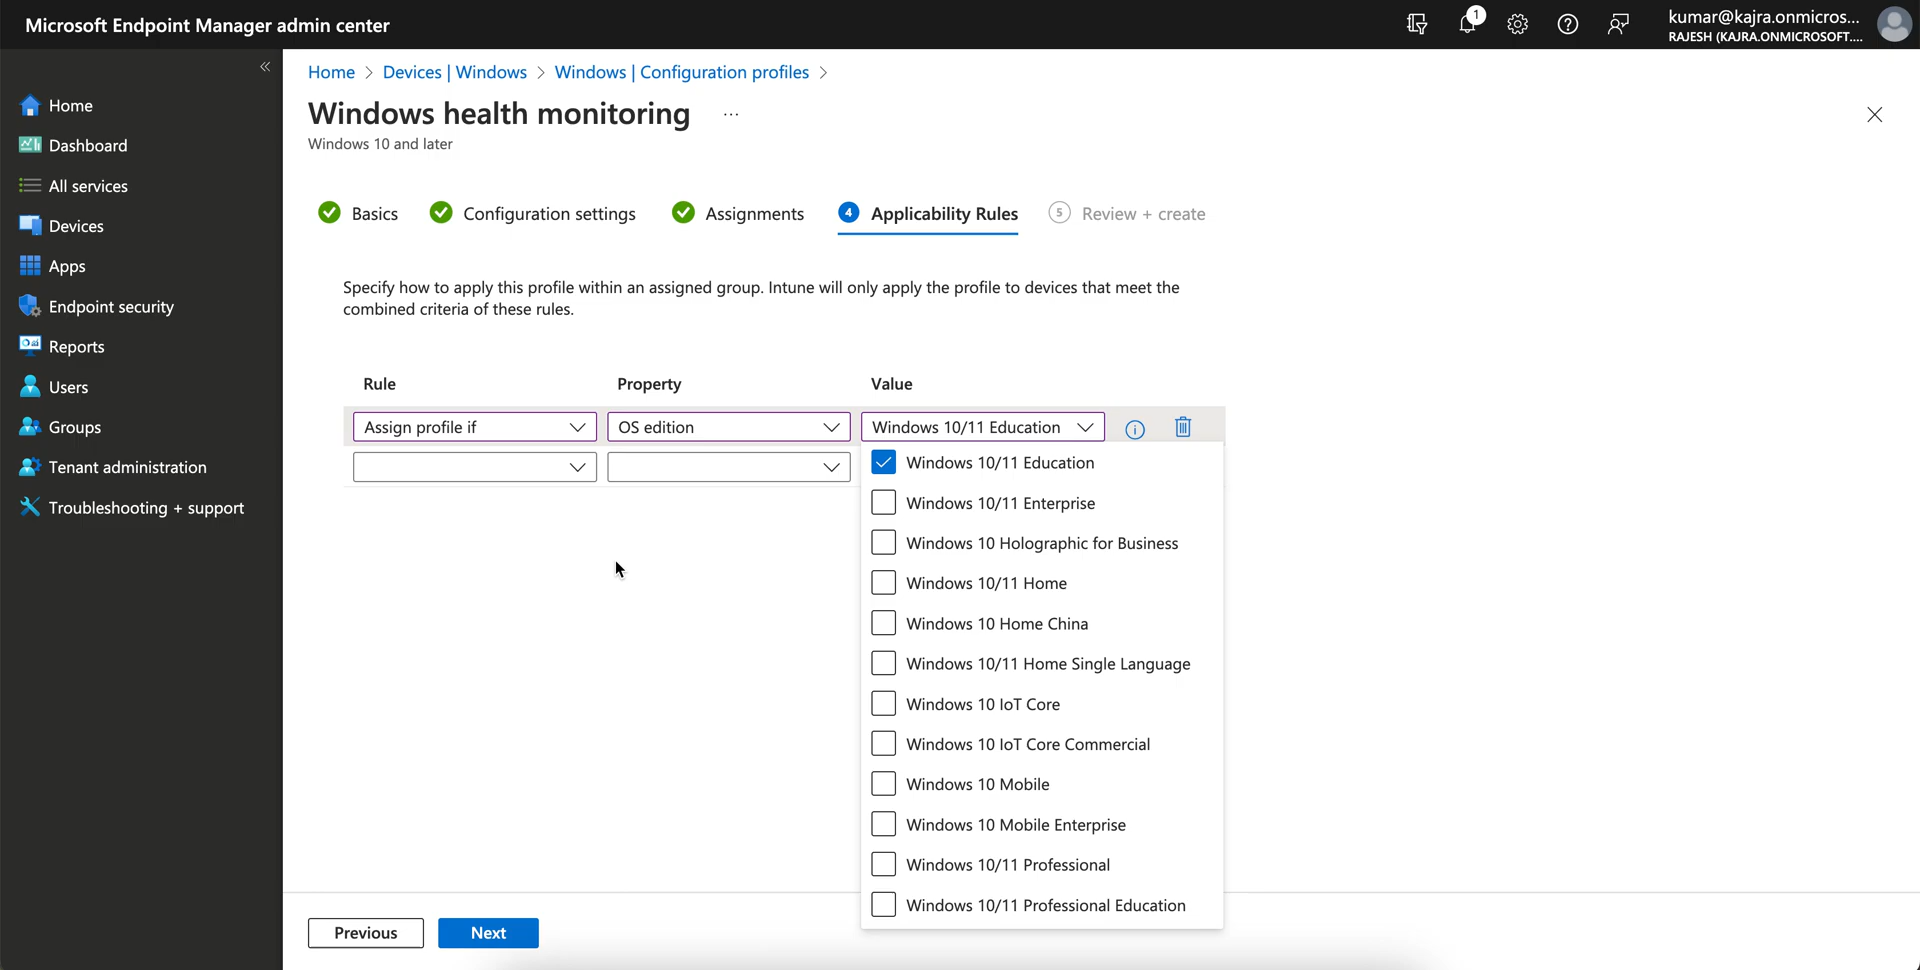 Microsoft Endpoint Manager admin center
1
kumar@kajra.onmicros...
RAJESH (KAJRA.ONMICROSOFT....
«
Home
Dashboard
All services
Devices
Apps
Endpoint security
Reports
Users
Groups
Tenant administration
Troubleshooting + support
Home > Devices | Windows > Windows | Configuration profiles >
Windows health monitoring ...
Windows 10 and later
Basics
Configuration settings
Assignments
4 Applicability Rules
5 Review + create
Specify how to apply this profile within an assigned group. Intune will only apply the profile to devices that meet the
combined criteria of these rules.
Rule Property Value
Assign profile if OS edition Windows 10/11 Education
Windows 10/11 Education
Windows 10/11 Enterprise
Windows 10 Holographic for Business
Windows 10/11 Home
Windows 10 Home China
Windows 10/11 Home Single Language
Windows 10 IoT Core
Windows 10 IoT Core Commercial
Windows 10 Mobile
Windows 10 Mobile Enterprise
Windows 10/11 Professional
Windows 10/11 Professional Education
Previous Next